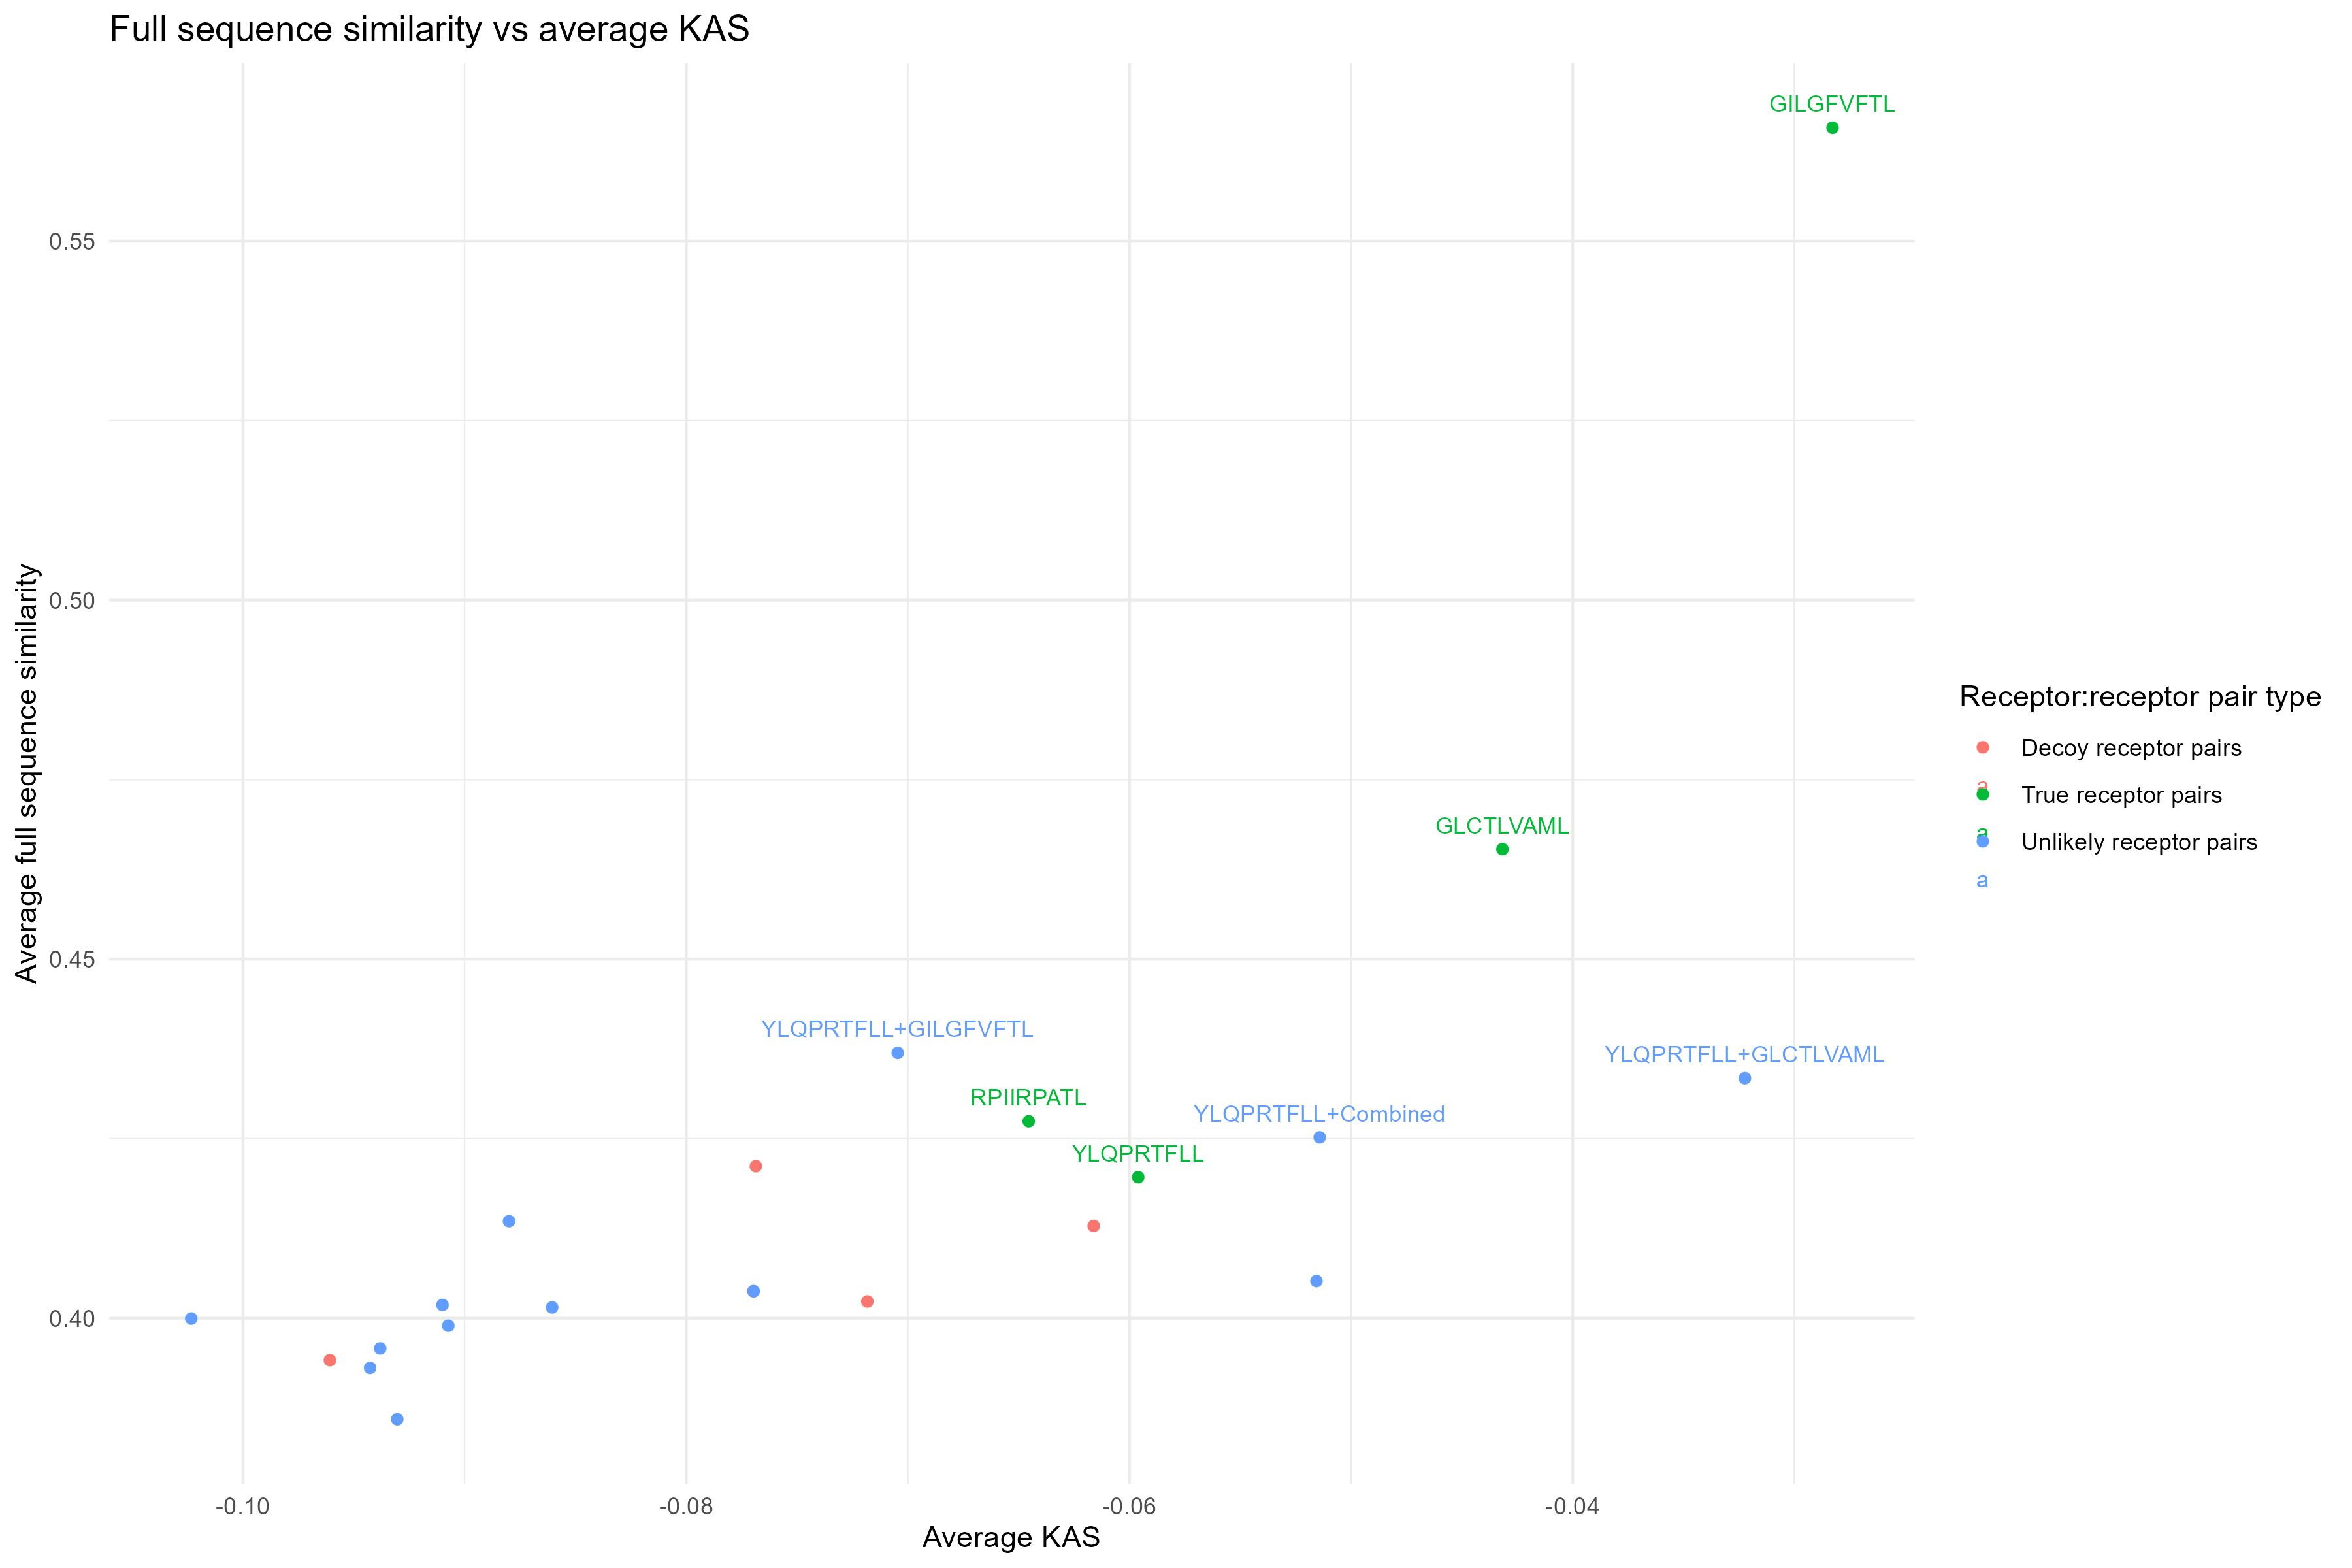 Full sequence similarity vs average KAS
GILGFVFTL
0.55
0.50
Average full sequence similarity
Receptor:receptor pair type
Decoy receptor pairs
a
True receptor pairs
a
Unlikely receptor pairs
a
GLCTLVAML
0.45
YLQPRTFLL+GILGFVFTL
YLQPRTFLL+GLCTLVAML
RPIIRPATL
YLQPRTFLL+Combined
YLQPRTFLL
0.40
-0.10 -0.08 -0.06 -0.04
Average KAS